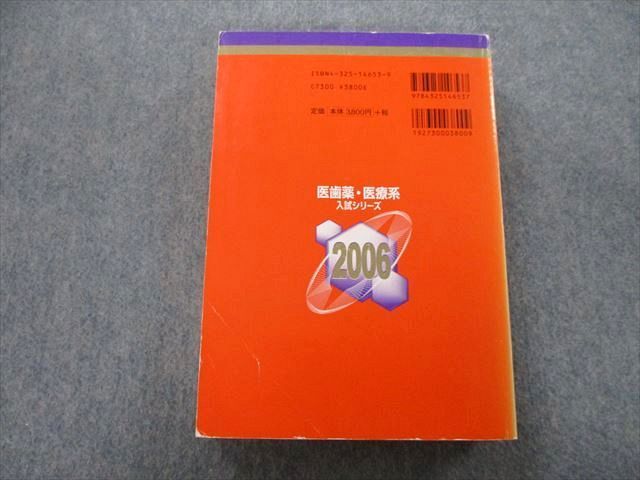 ISBN4-325-14653-9
C7300 ¥3800E
定価 本体 3,800円 +税
9784325146537
1927300038009
医歯薬・医療系
入試シリーズ
2006